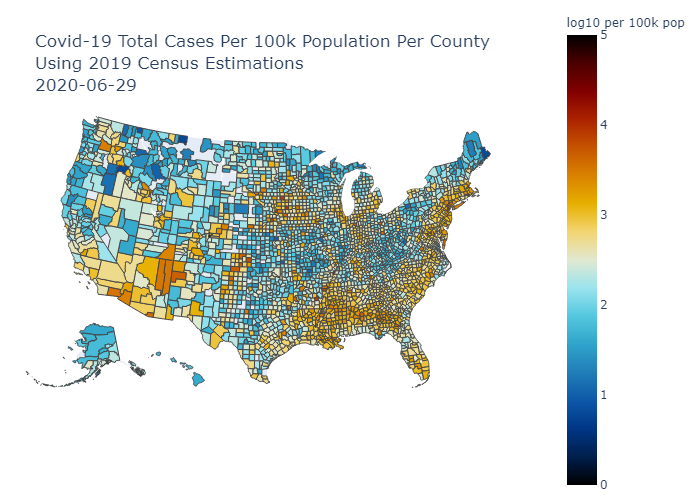 Covid-19 Total Cases Per 100k Population Per County
Using 2019 Census Estimations
2020-06-29
log10 per 100k pop
5
4
3
2
1
0